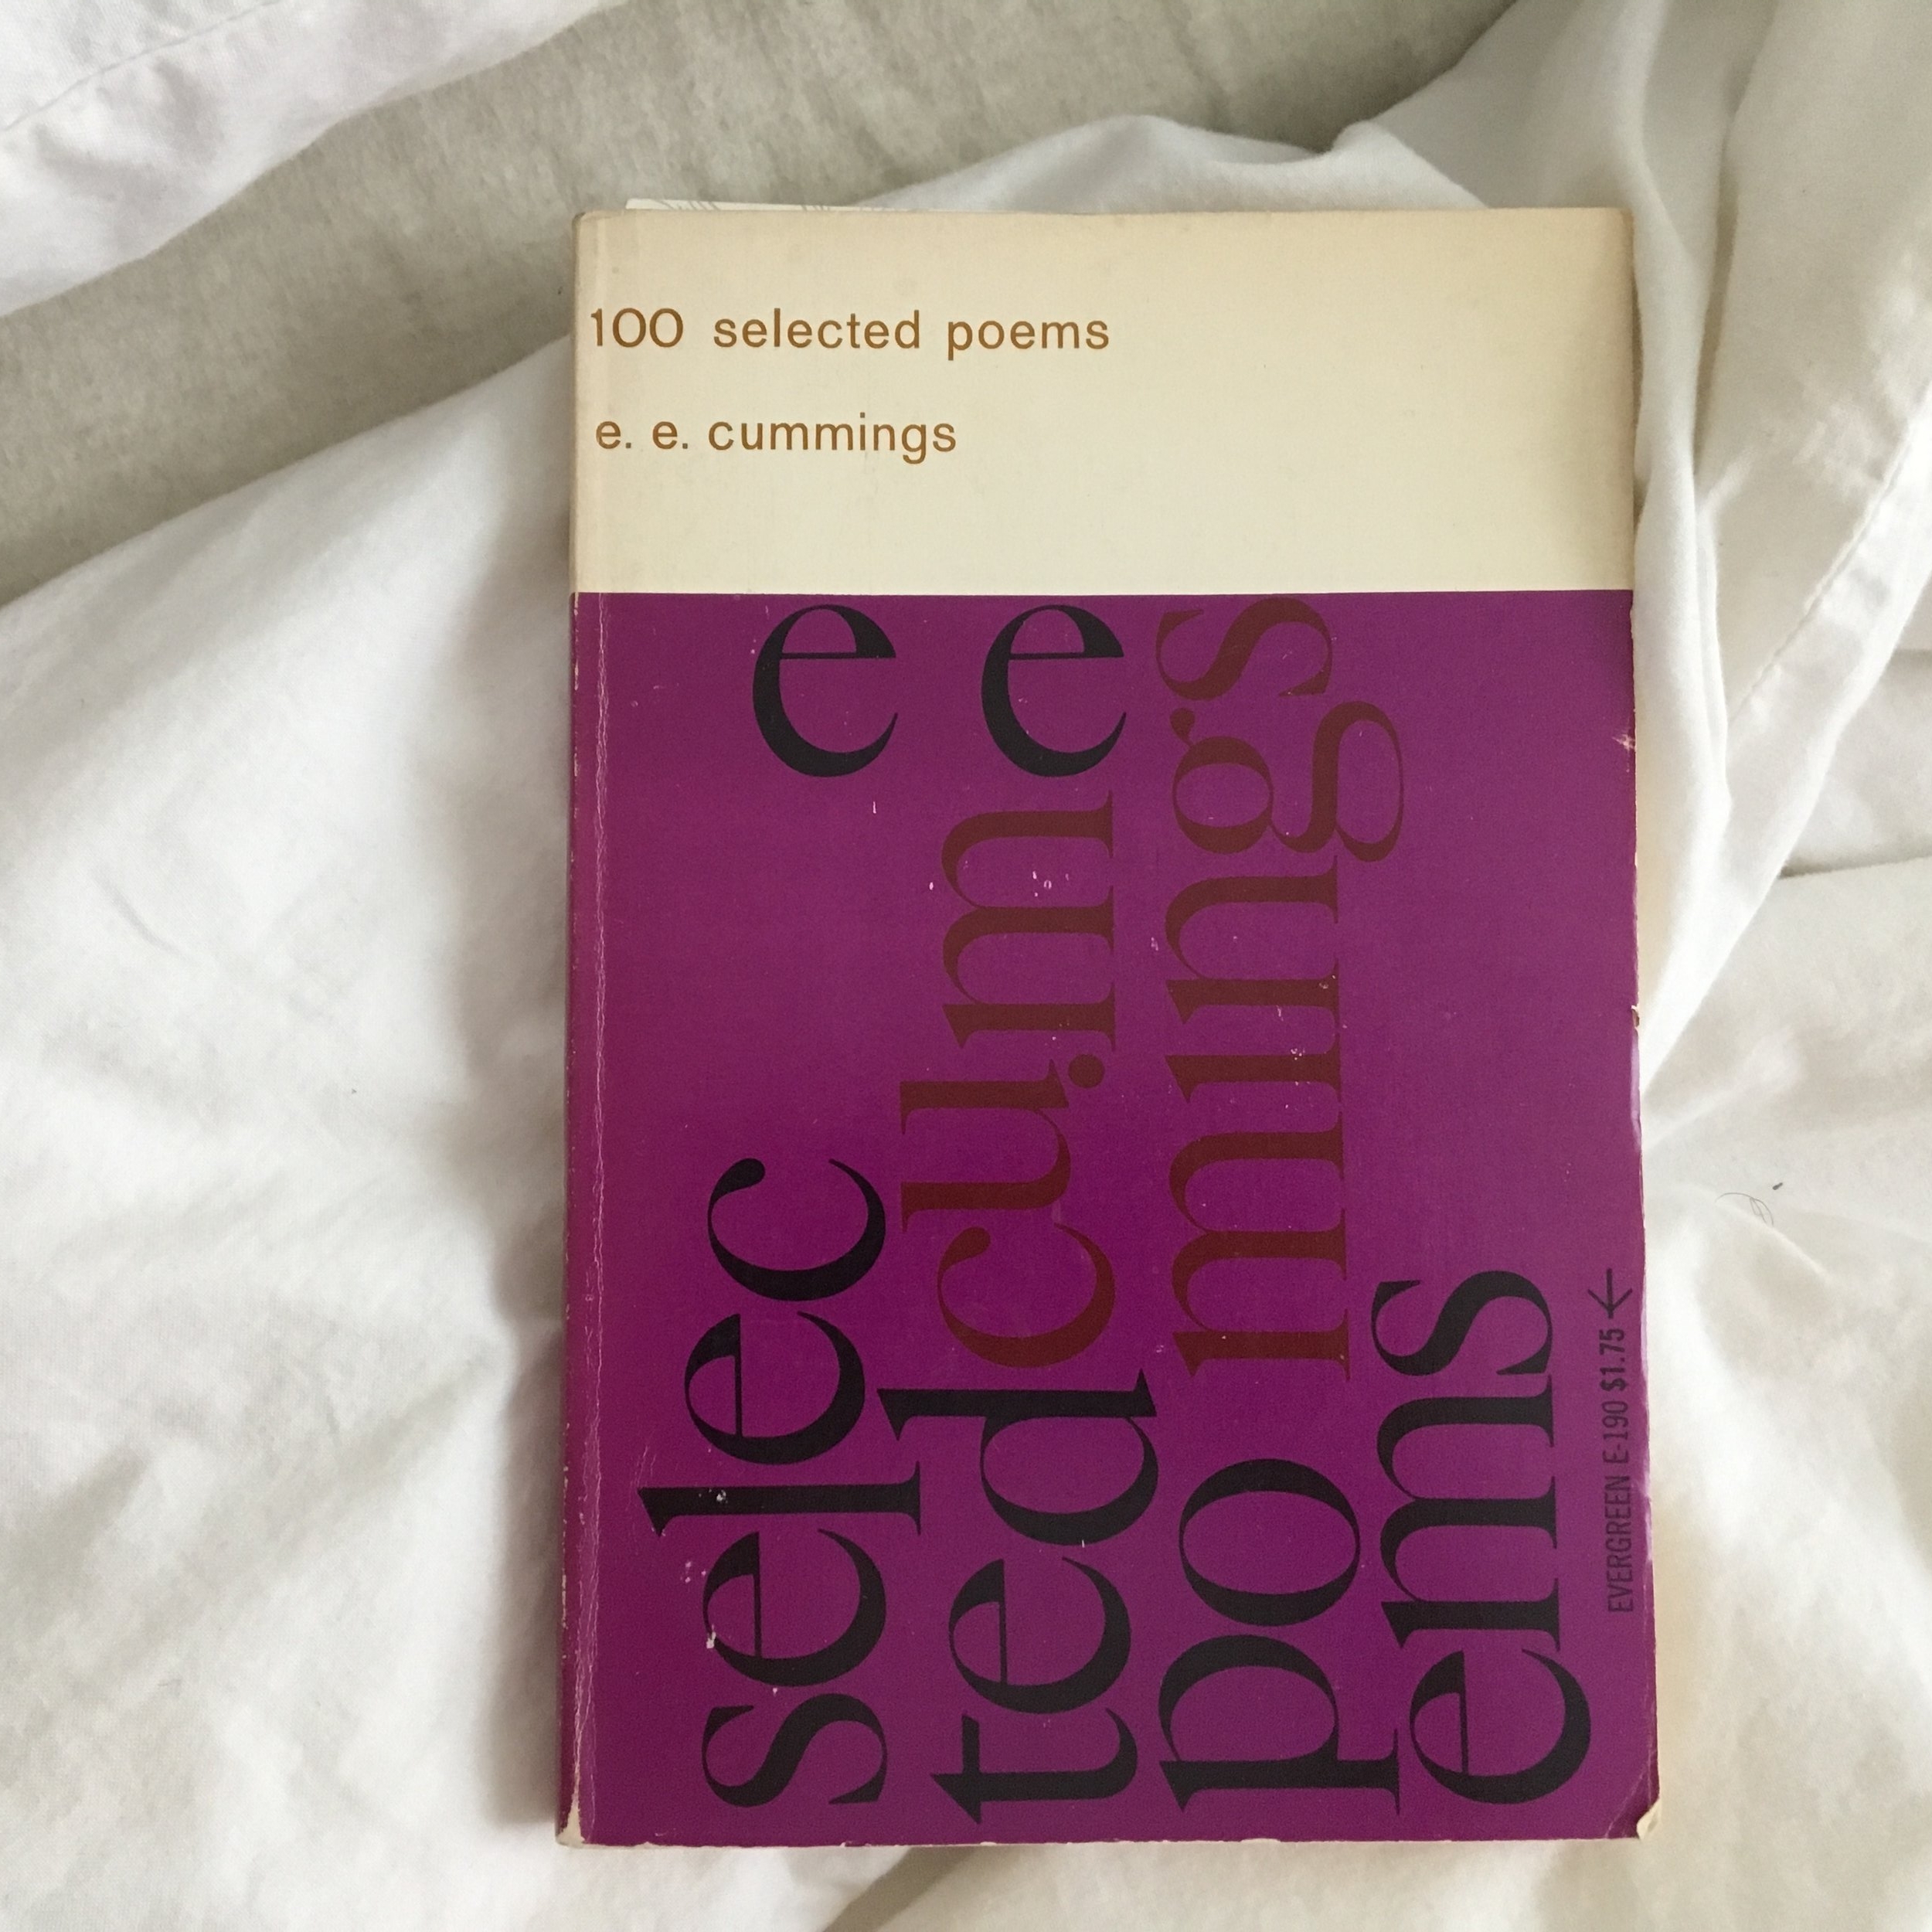 100 selected poems
e. e. cummings
e
e
cum
mings
selec
ted
po
ems
EVERGREEN E-190 $1.75